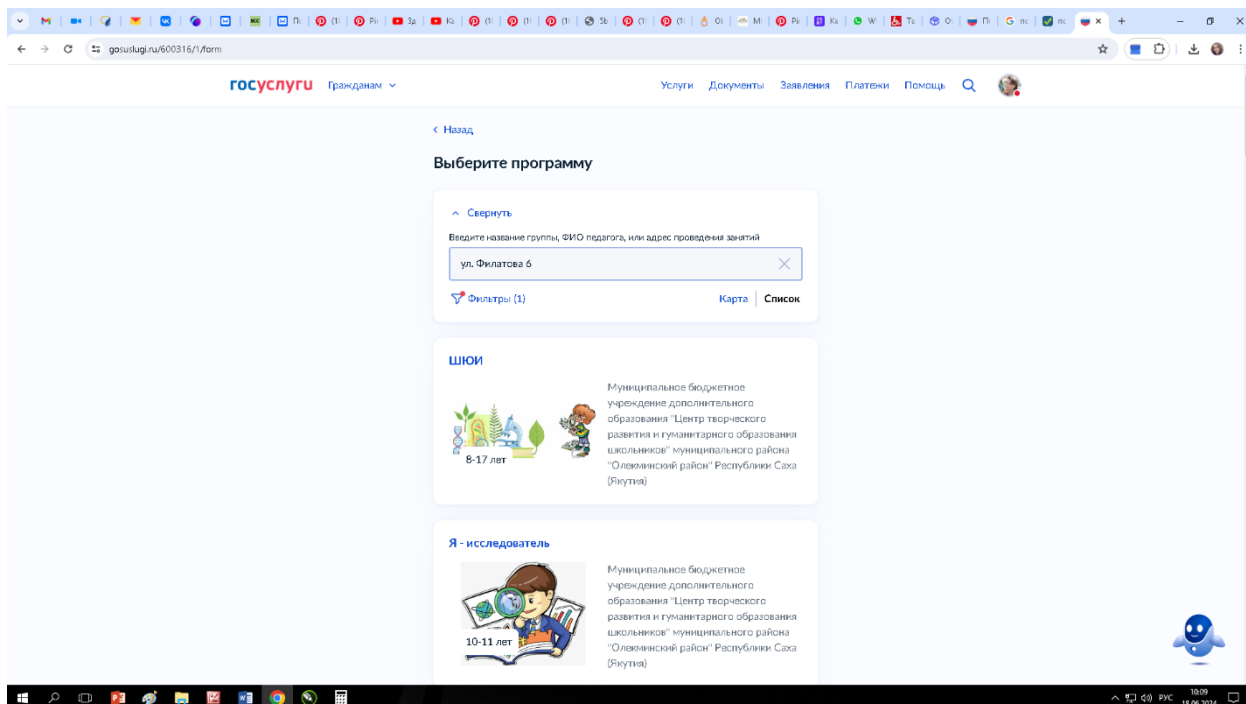 gosuslugi.ru/600316/1/form
госуслуги Гражданам Услуги Документы Заявления Платежи Помощь
Назад
Выберите программу
Свернуть
Введите название группы, ФИО педагога, или адрес проведения занятий
ул. Филатова 6
Фильтры (1) Карта Список
ШЮИ
8-17 лет
Муниципальное бюджетное
учреждение дополнительного
образования "Центр творческого
развития и гуманитарного образования
школьников" муниципального района
"Олекминский район" Республики Саха
(Якутия)
Я - исследователь
10-11 лет
Муниципальное бюджетное
учреждение дополнительного
образования "Центр творческого
развития и гуманитарного образования
школьников" муниципального района
"Олекминский район" Республики Саха
(Якутия)
РУС
10:09
18.06.2024